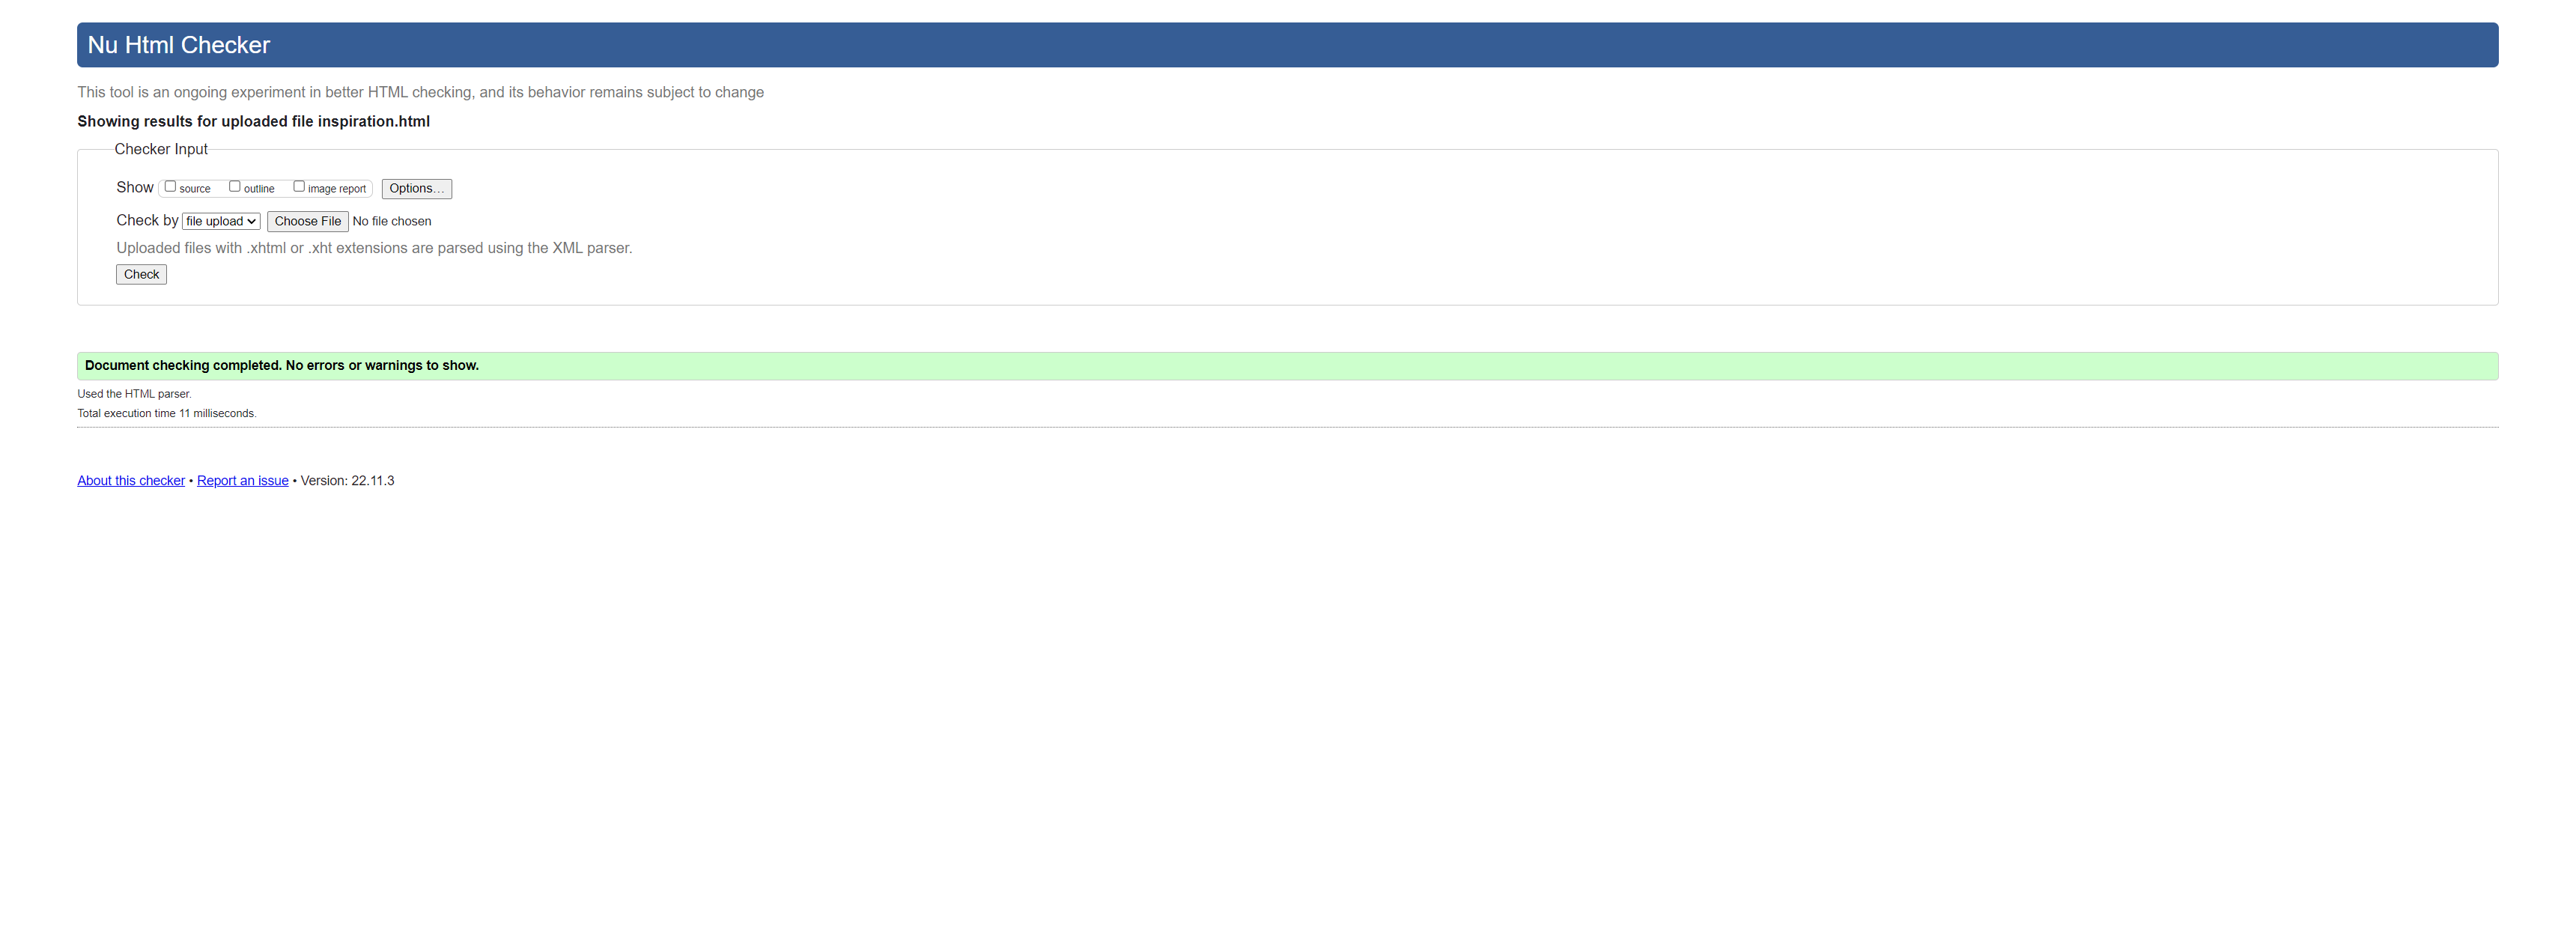 Nu Html Checker
This tool is an ongoing experiment in better HTML checking, and its behavior remains subject to change
Showing results for uploaded file inspiration.html
Checker Input
Show source outline image report Options...
Check by file upload Choose File No file chosen
Uploaded files with .xhtml or .xht extensions are parsed using the XML parser.
Check
Document checking completed. No errors or warnings to show.
Used the HTML parser.
Total execution time 11 milliseconds.
About this checker • Report an issue • Version: 22.11.3